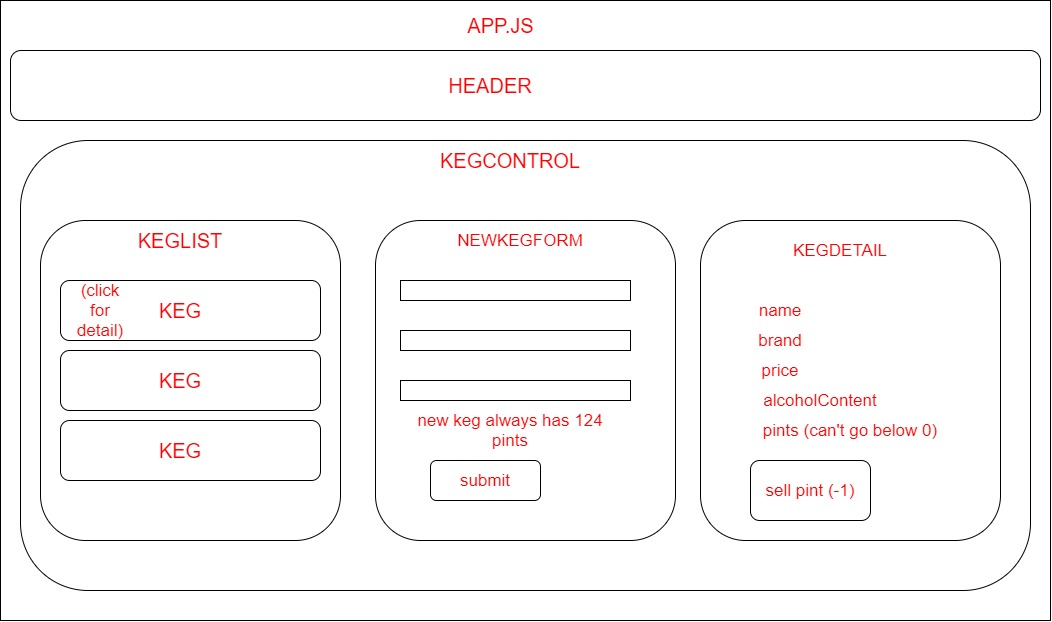 APP.JS
HEADER
KEGCONTROL
KEGLIST
(click
for
detail)
KEG
KEG
KEG
NEWKEGFORM
new keg always has 124
pints
submit
KEGDETAIL
name
brand
price
alcoholContent
pints (can't go below 0)
sell pint (-1)